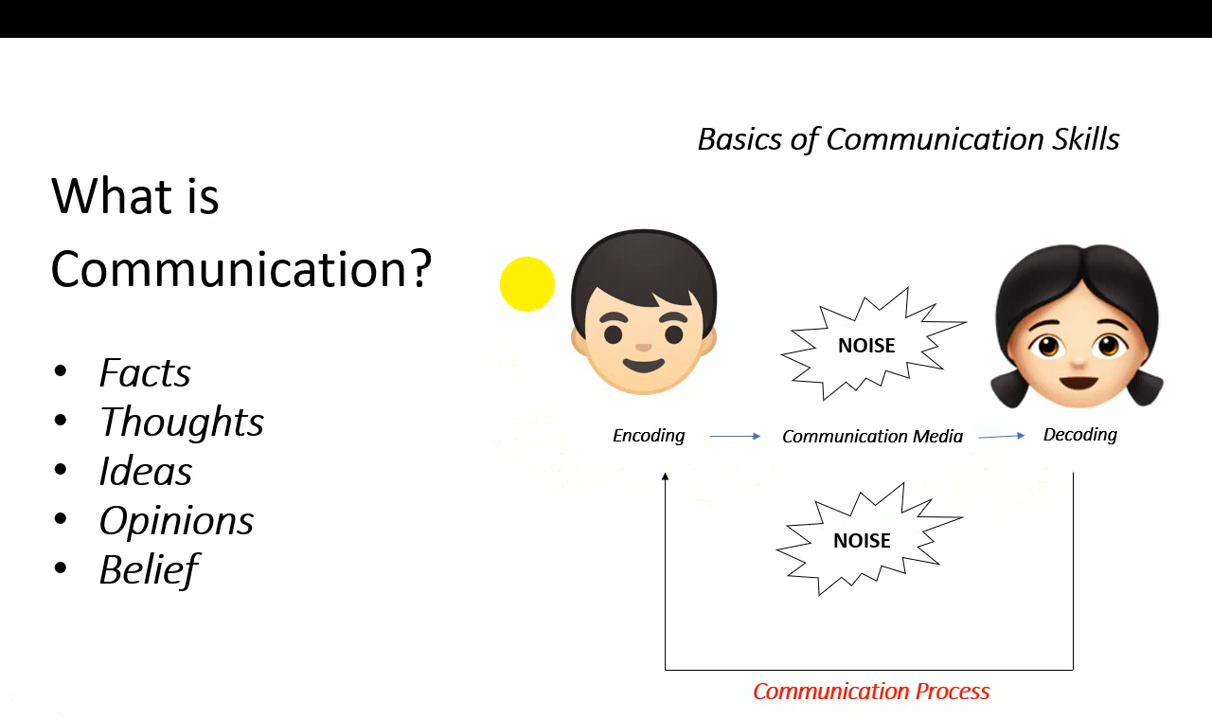 Basics of Communication Skills
What is
Communication?
• Facts
• Thoughts
• Ideas
• Opinions
• Belief
NOISE
Encoding
Communication Media
Decoding
NOISE
Communication Process